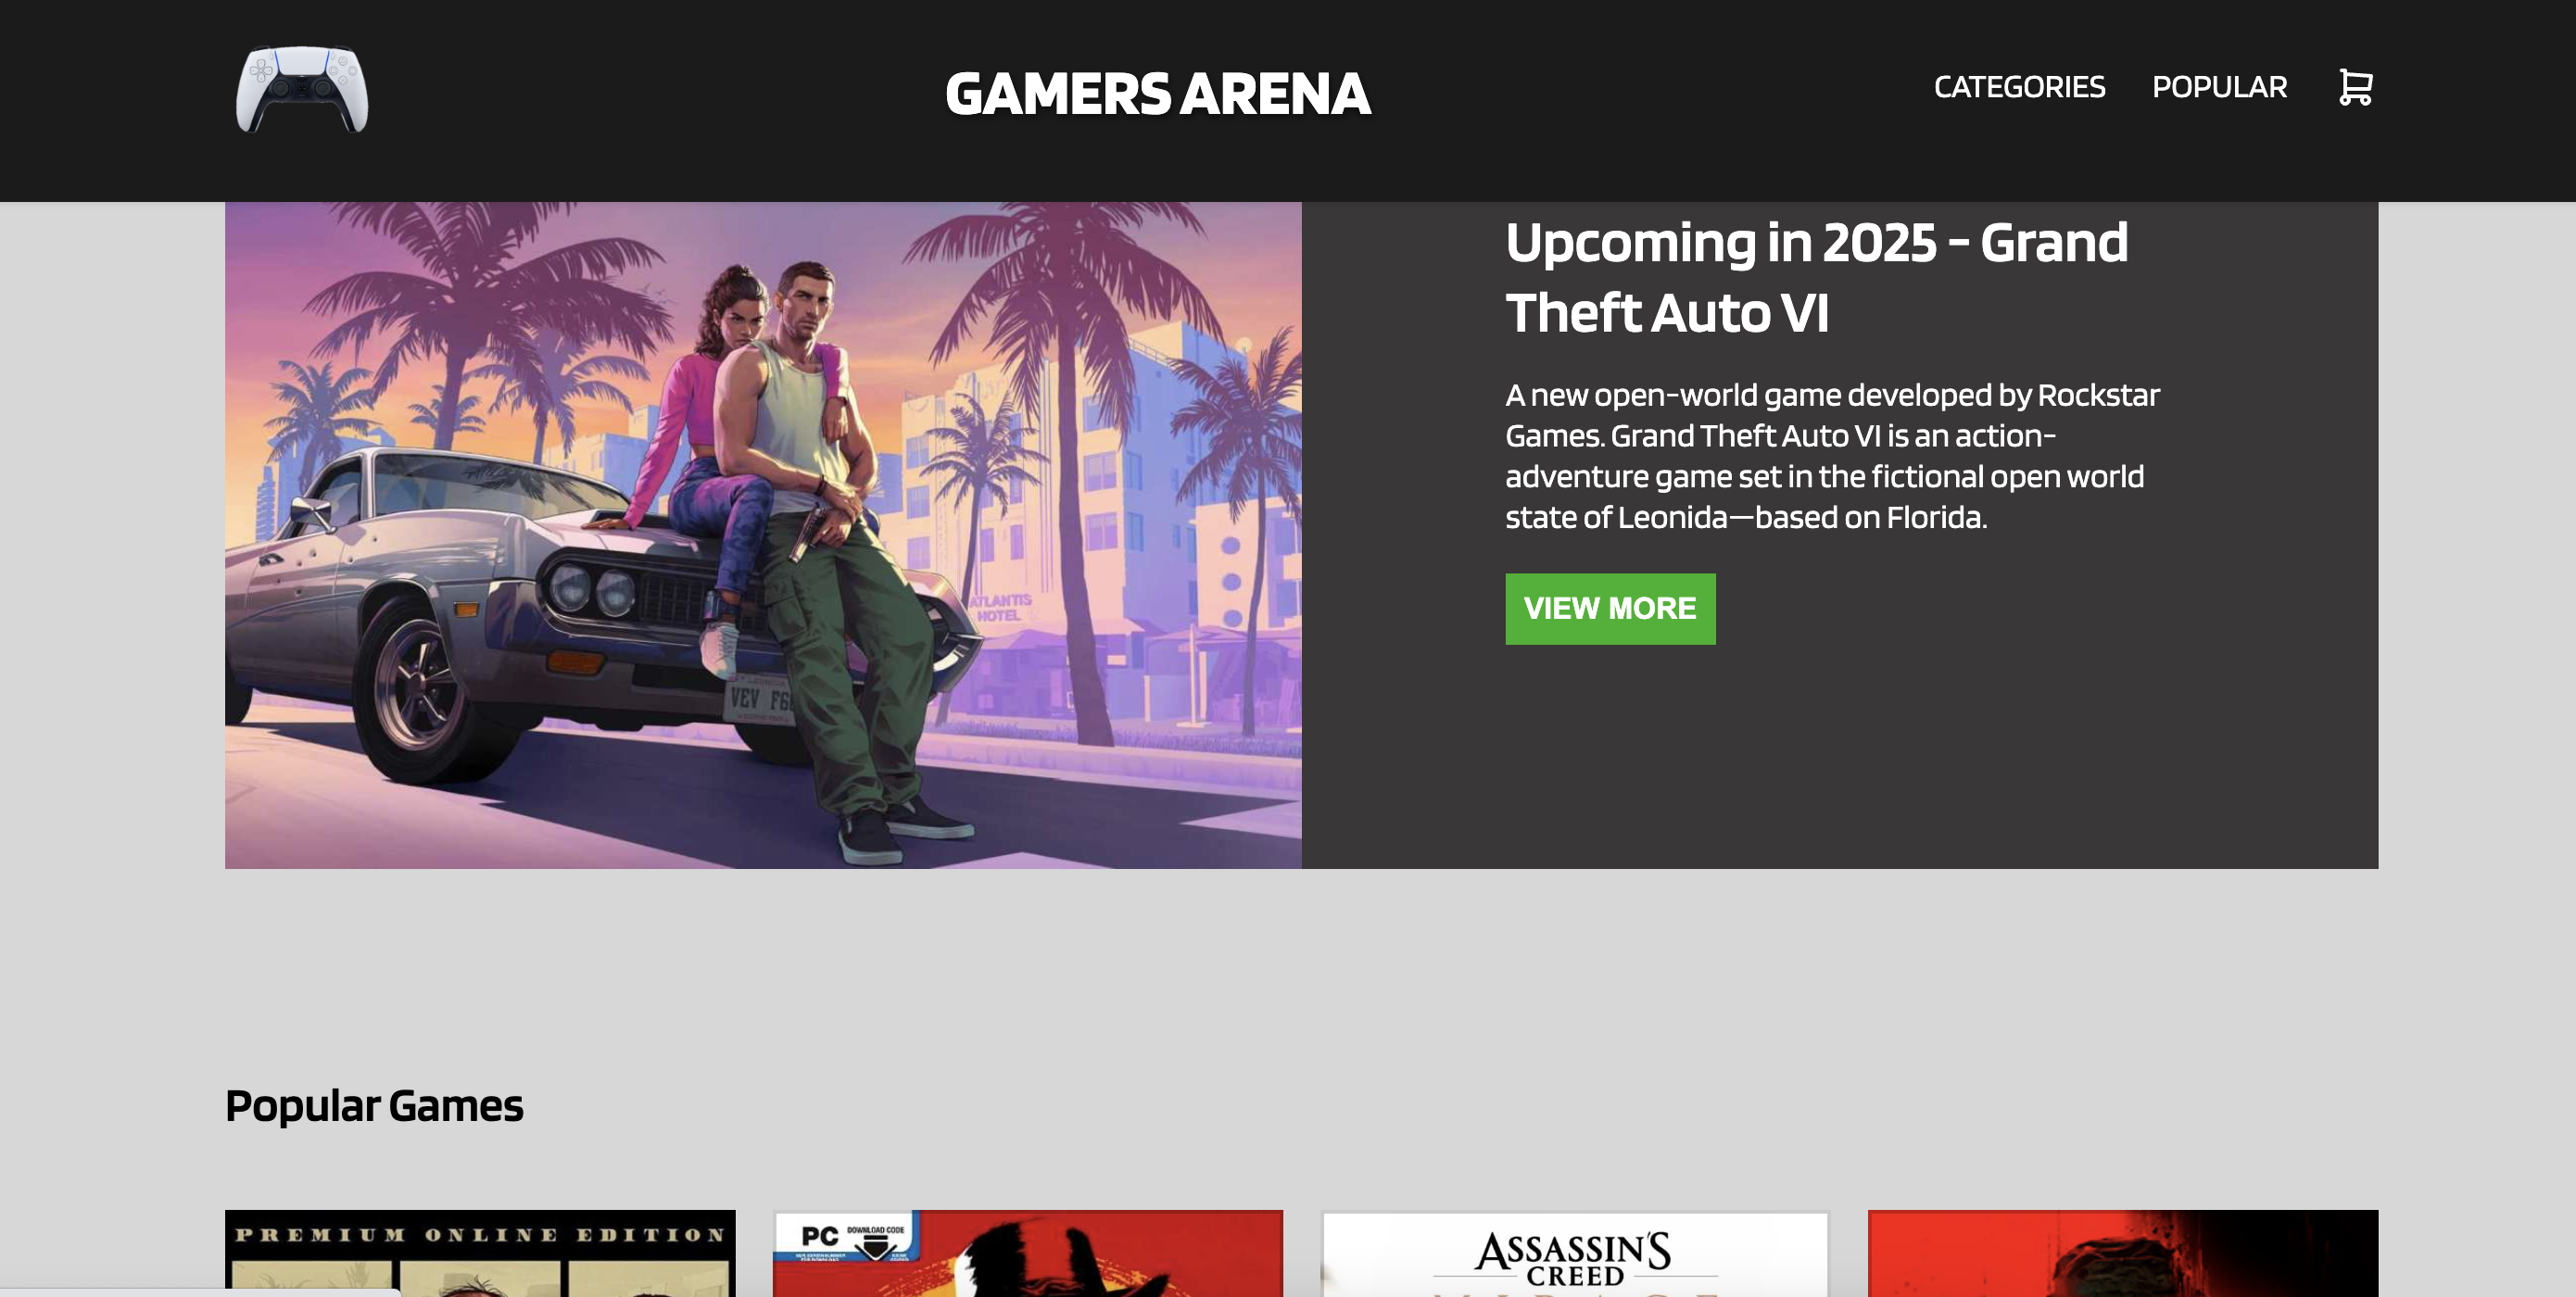 GAMERS ARENA
CATEGORIES POPULAR
Upcoming in 2025 - Grand
Theft Auto VI
A new open-world game developed by Rockstar
Games. Grand Theft Auto VI is an action-
adventure game set in the fictional open world
state of Leonida—based on Florida.
VIEW MORE
ATLANTIS
HOTEL
VEV F6
Popular Games
PREMIUM ONLINE EDITION
PC DOWNLOAD CODE
ASSASSIN'S
CREED